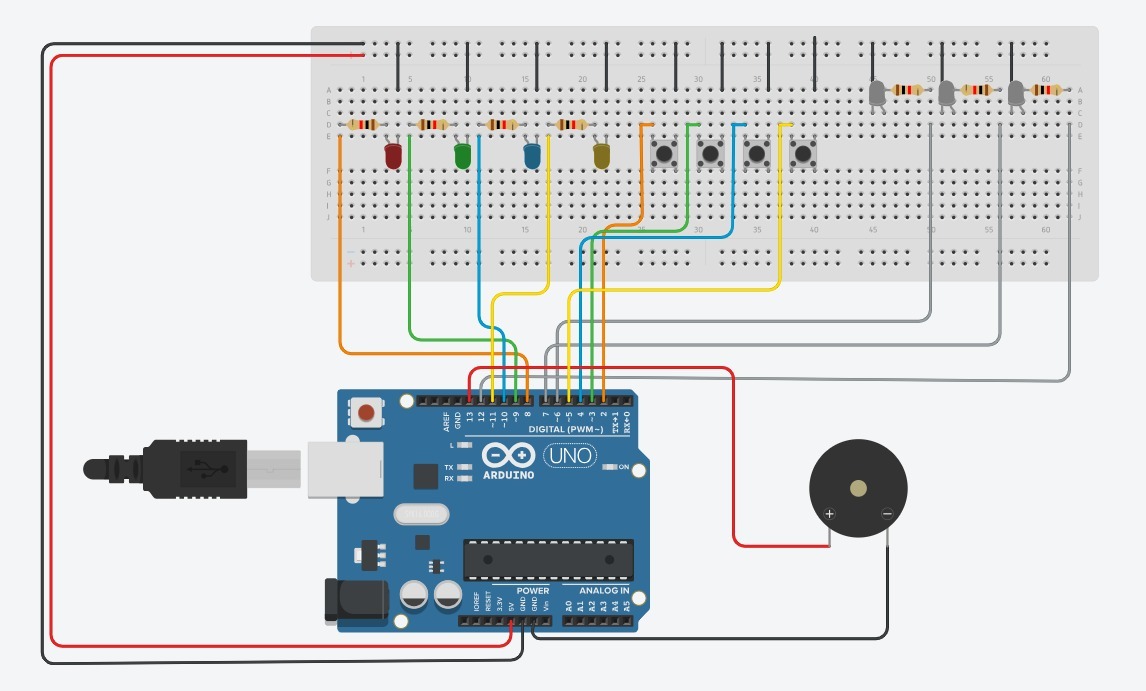 1 5 10 15 20 25 30 35 40 45 50 55 60
A A
B B
C C
D D
E E
F F
G G
H H
I I
J J
1 5 10 15 20 25 30 35 40 45 50 55 60
- 
+
AREF GND 13 12 ~11 ~10 ~9 8 7 ~6 ~5 4 ~3 2 TX→1 RX←0
DIGITAL (PWM~)
L
TX
RX
UNO
ARDUINO
ON
+ −
POWER ANALOG IN
IOREF RESET 3.3V 5V GND GND Vin A0 A1 A2 A3 A4 A5